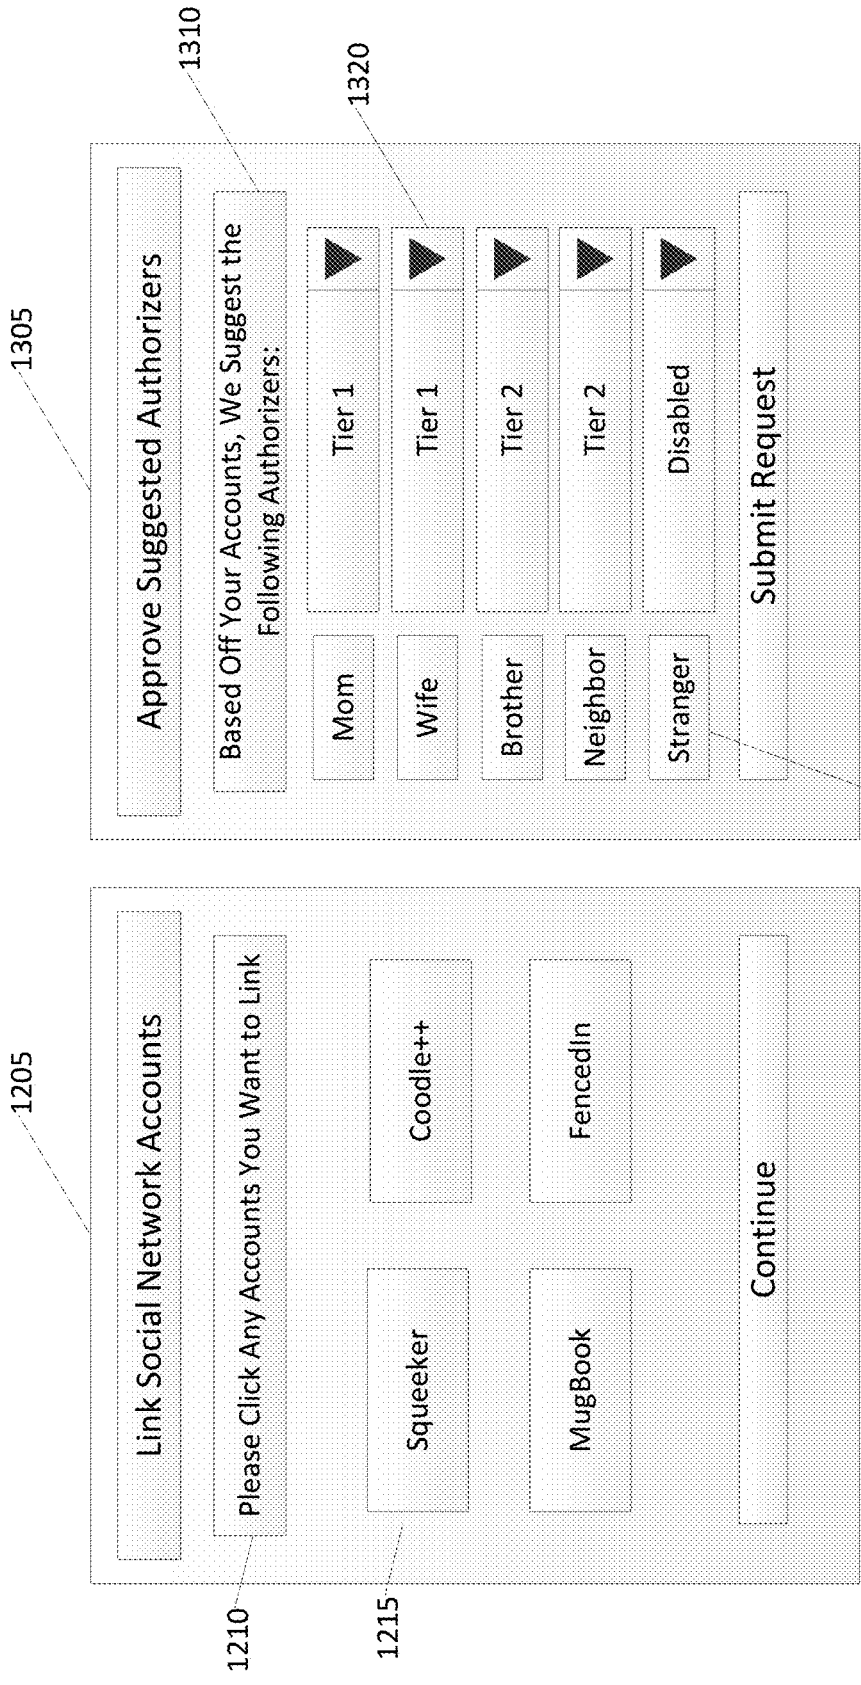 1205
Link Social Network Accounts
1210
Please Click Any Accounts You Want to Link
1215
Squeeker
Coodle++
MugBook
FencedIn
Continue
1305
Approve Suggested Authorizers
1310
Based Off Your Accounts, We Suggest the
Following Authorizers:
1320
Mom
Tier 1
Wife
Tier 1
Brother
Tier 2
Neighbor
Tier 2
Stranger
Disabled
Submit Request